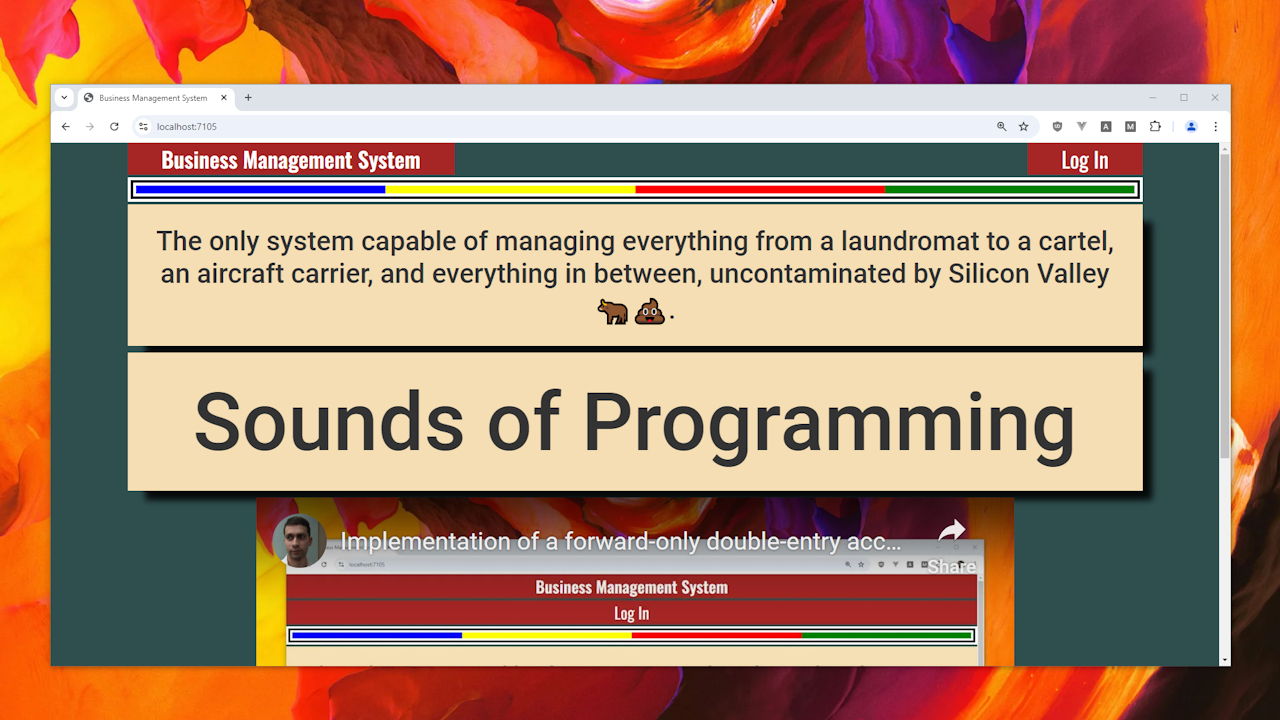 Business Management System
localhost:7105
Business Management System
Log In
The only system capable of managing everything from a laundromat to a cartel,
an aircraft carrier, and everything in between, uncontaminated by Silicon Valley
🐂💩.
Sounds of Programming
Implementation of a forward-only double-entry acc...
Share
localhost:7105
Business Management System
Log In